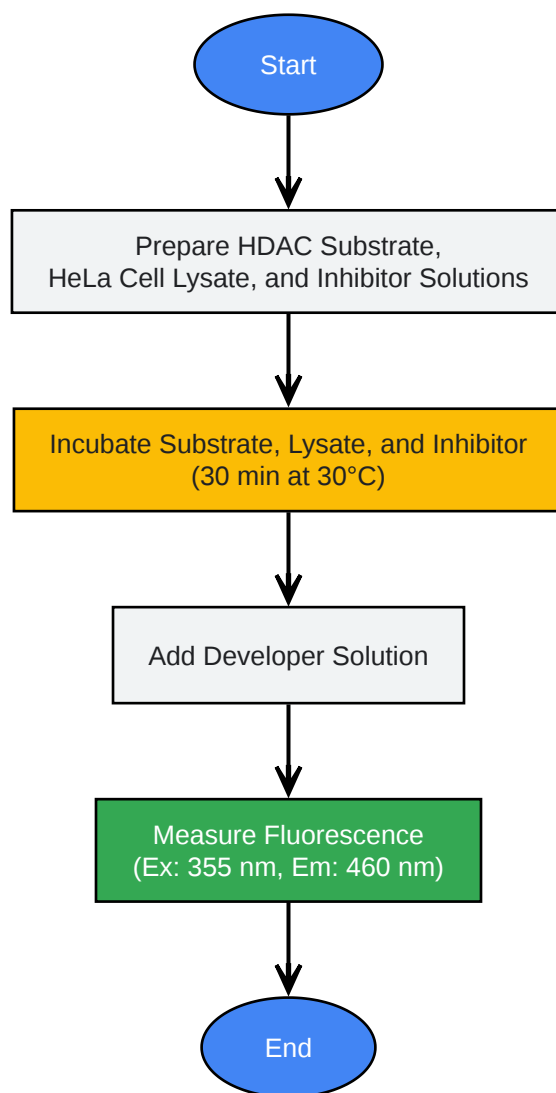 Start
Prepare HDAC Substrate,
HeLa Cell Lysate, and Inhibitor Solutions
Incubate Substrate, Lysate, and Inhibitor
(30 min at 30°C)
Add Developer Solution
Measure Fluorescence
(Ex: 355 nm, Em: 460 nm)
End